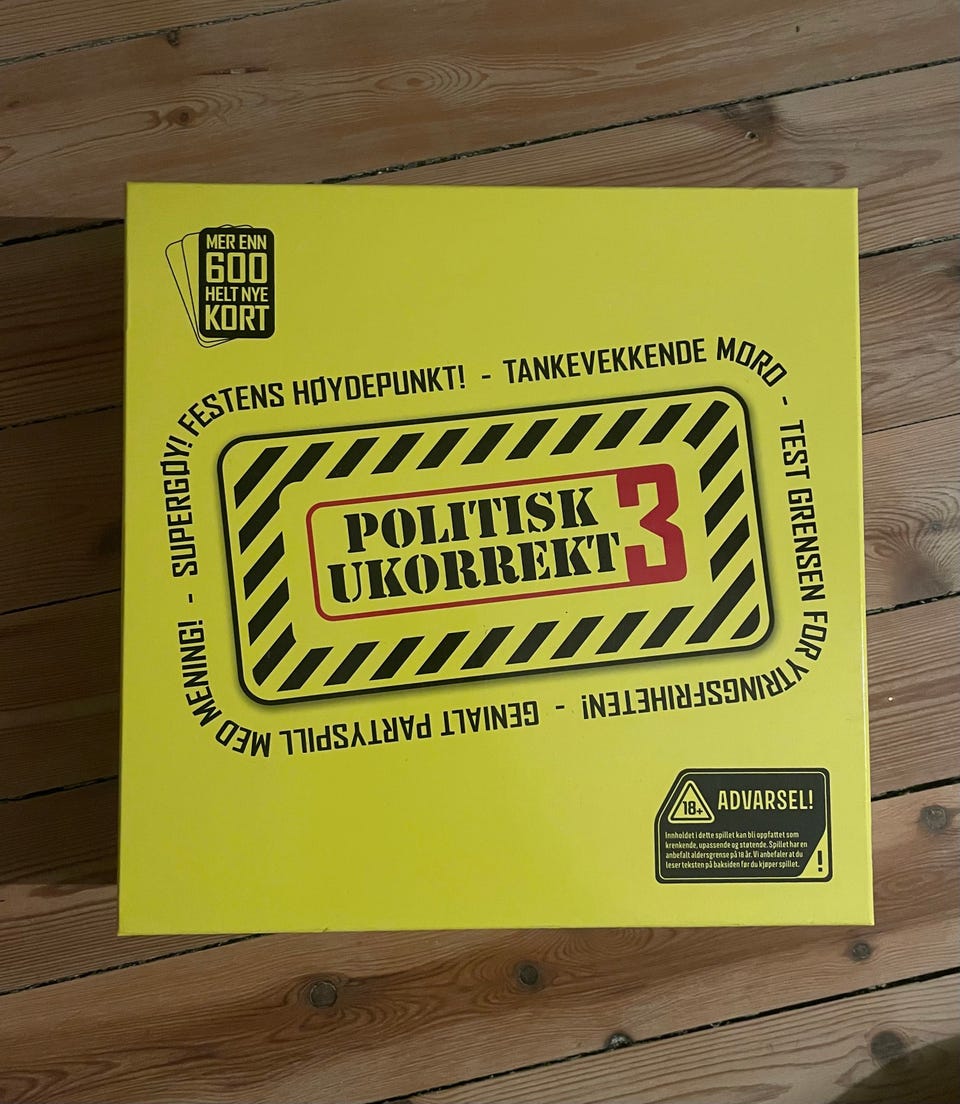 MER ENN
600
HELT NYE
KORT
SUPERGØY! FESTENS HØYDEPUNKT! - TANKEVEKKENDE MORO - TEST GRENSEN FOR YTRINGSFRIHETEN! - GENIALT PARTYSPILL MED MENING! -
POLITISK
UKORREKT
3
18+ ADVARSEL!
Innholdet i dette spillet kan bli oppfattet som
krenkende, upassende og støtende. Spillet har en
anbefalt aldersgrense på 18 år. Vi anbefaler at du
leser teksten på baksiden før du kjøper spillet.
!